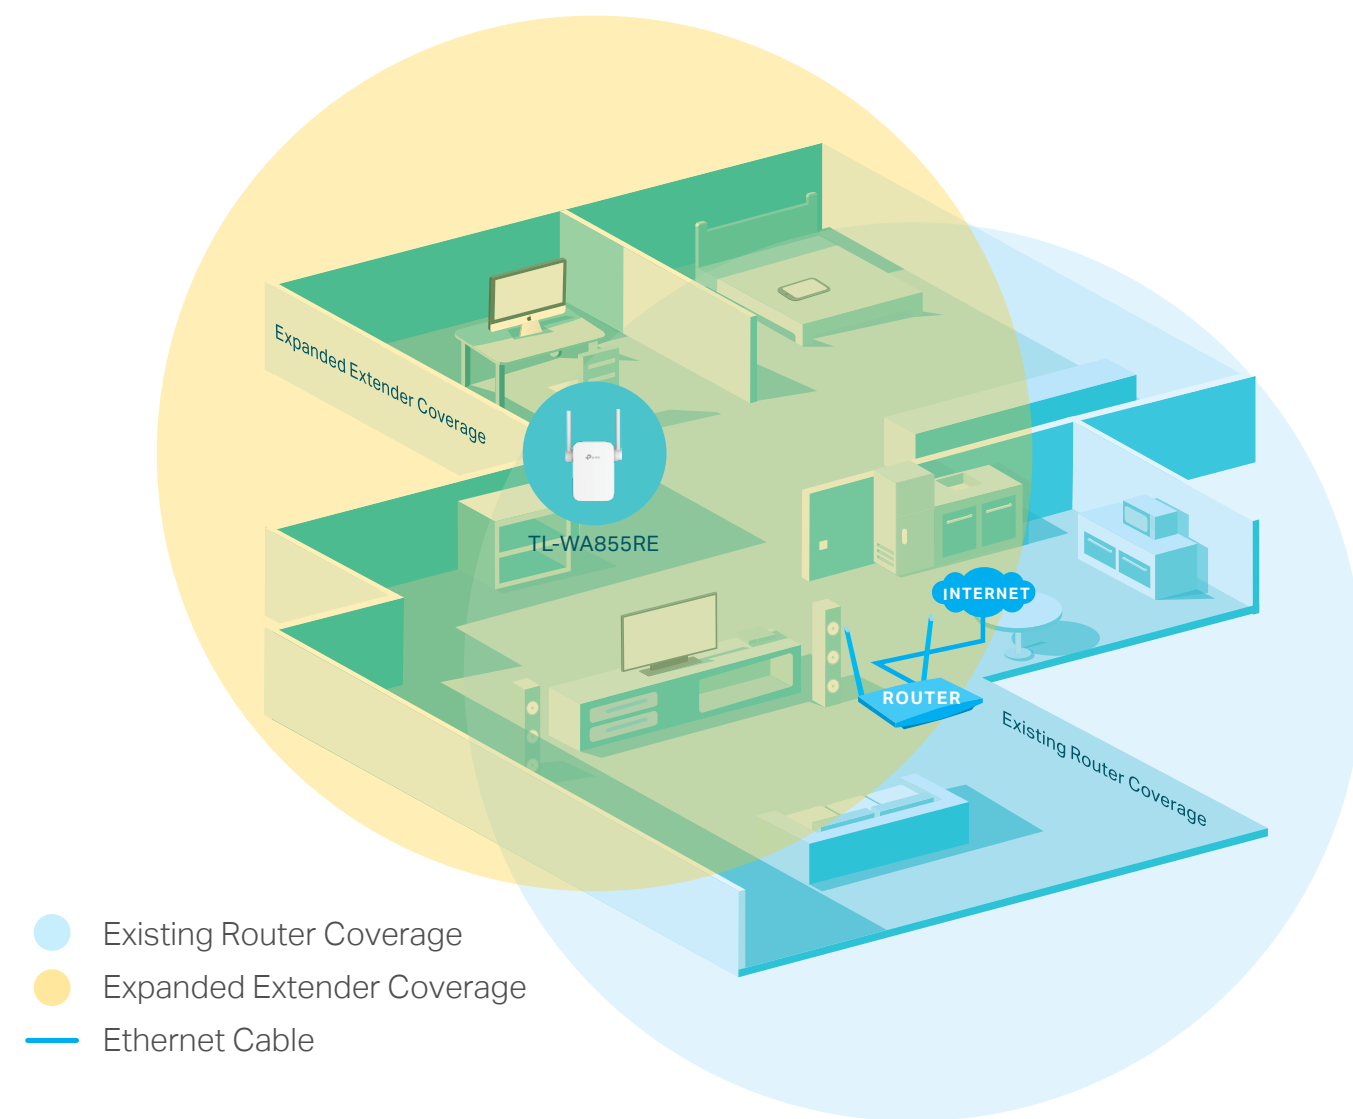 Expanded Extender Coverage
TL-WA855RE
INTERNET
ROUTER
Existing Router Coverage
Existing Router Coverage
Expanded Extender Coverage
Ethernet Cable